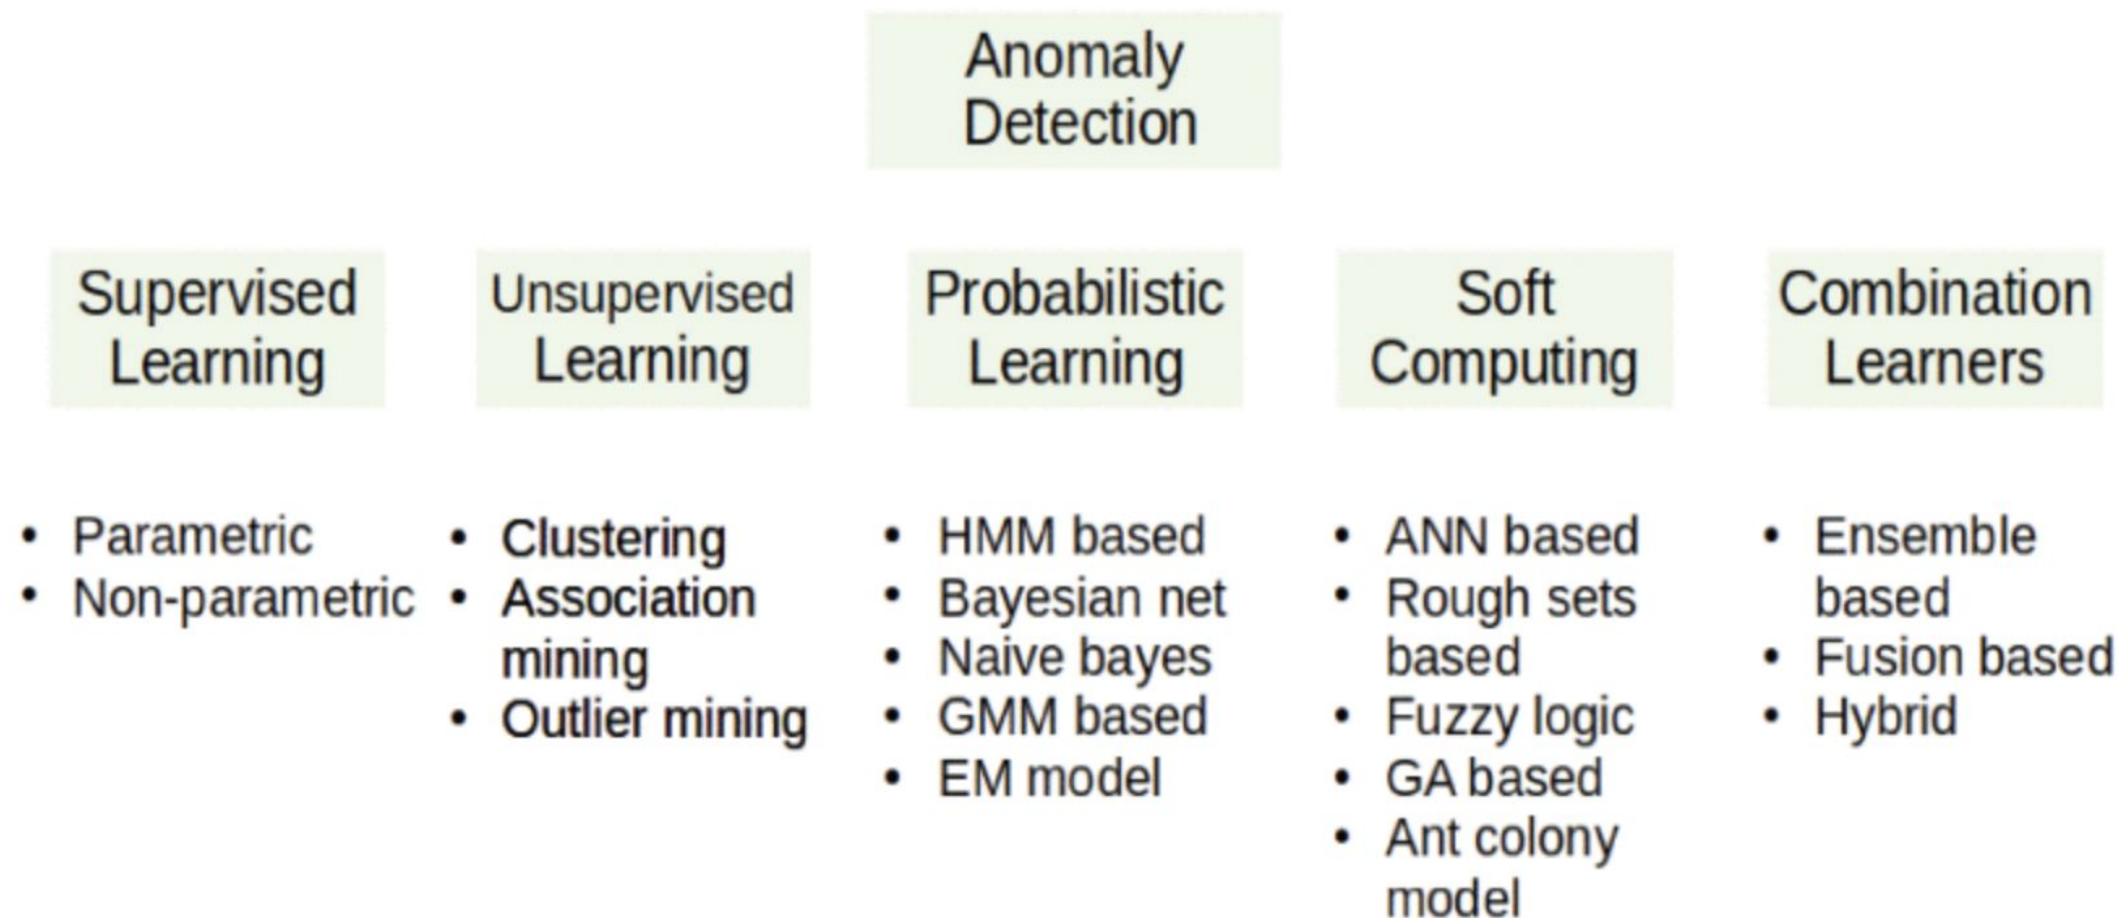 Anomaly
Detection
Supervised
Learning
Unsupervised
Learning
Probabilistic
Learning
Soft
Computing
Combination
Learners
• Parametric
• Non-parametric
• Clustering
• Association
mining
• Outlier mining
• HMM based
• Bayesian net
• Naive bayes
• GMM based
• EM model
• ANN based
• Rough sets
based
• Fuzzy logic
• GA based
• Ant colony
model
• Ensemble
based
• Fusion based
• Hybrid